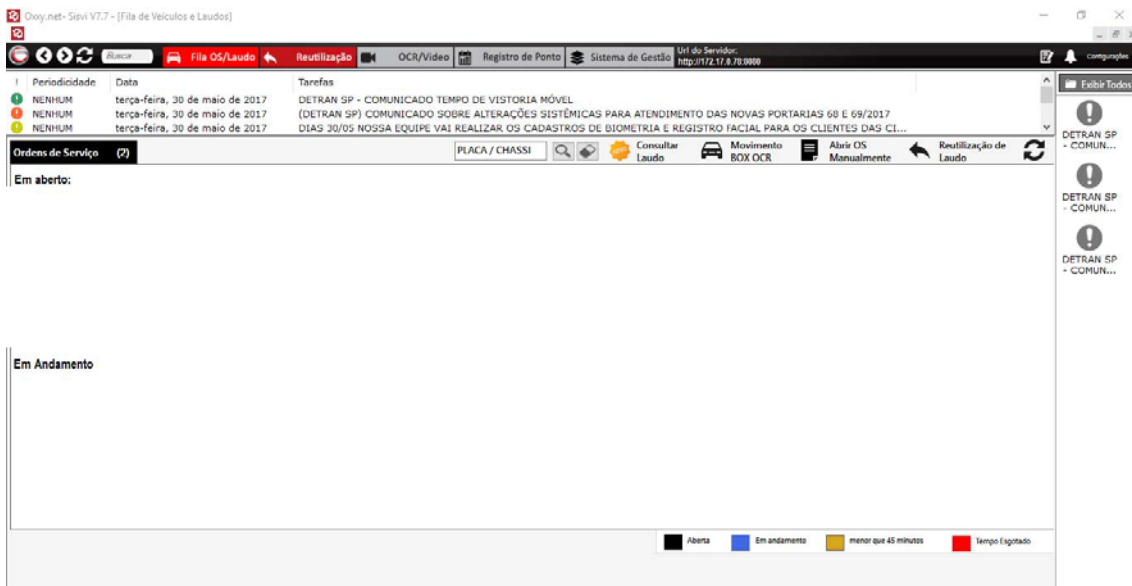 Oxxy.net- Sisvi V7.7 - [Fila de Veículos e Laudos]
Busca
Fila OS/Laudo
Reutilização
OCR/Video
Registro de Ponto
Sistema de Gestão
Url do Servidor:
http://172.17.0.78:8080
Configurações
! Periodicidade Data Tarefas
NENHUM terça-feira, 30 de maio de 2017 DETRAN SP - COMUNICADO TEMPO DE VISTORIA MÓVEL
NENHUM terça-feira, 30 de maio de 2017 (DETRAN SP) COMUNICADO SOBRE ALTERAÇÕES SISTÊMICAS PARA ATENDIMENTO DAS NOVAS PORTARIAS 68 E 69/2017
NENHUM terça-feira, 30 de maio de 2017 DIAS 30/05 NOSSA EQUIPE VAI REALIZAR OS CADASTROS DE BIOMETRIA E REGISTRO FACIAL PARA OS CLIENTES DAS CI...
Exibir Todos
DETRAN SP
- COMUN...
DETRAN SP
- COMUN...
DETRAN SP
- COMUN...
Ordens de Serviço (2)
PLACA / CHASSI
Consultar
Laudo
Movimento
BOX OCR
Abrir OS
Manualmente
Reutilização de
Laudo
Em aberto:
Em Andamento
Aberta
Em andamento
menor que 45 minutos
Tempo Esgotado